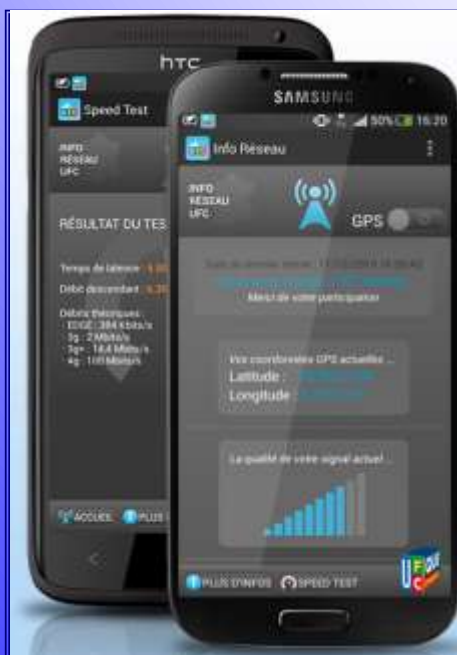 hTC
Speed Test
INFO
RÉSEAU
UFC
RÉSULTAT DU TES
Temps de latence :
Débit descendant :
Débits théoriques :
- EDGE : 384 Kbits/s
- 3g : 2 Mbits/s
- 3g+ : 14,4 Mbits/s
- 4g : 100 Mbits/s
ACCUEIL
PLUS
SAMSUNG
50% 16:20
Info Réseau
INFO
RÉSEAU
UFC
GPS
Merci de votre participation
Vos coordonnées GPS actuelles ...
Latitude :
Longitude :
La qualité de votre signal actuel ...
PLUS D'INFOS
SPEED TEST
UFC QUE